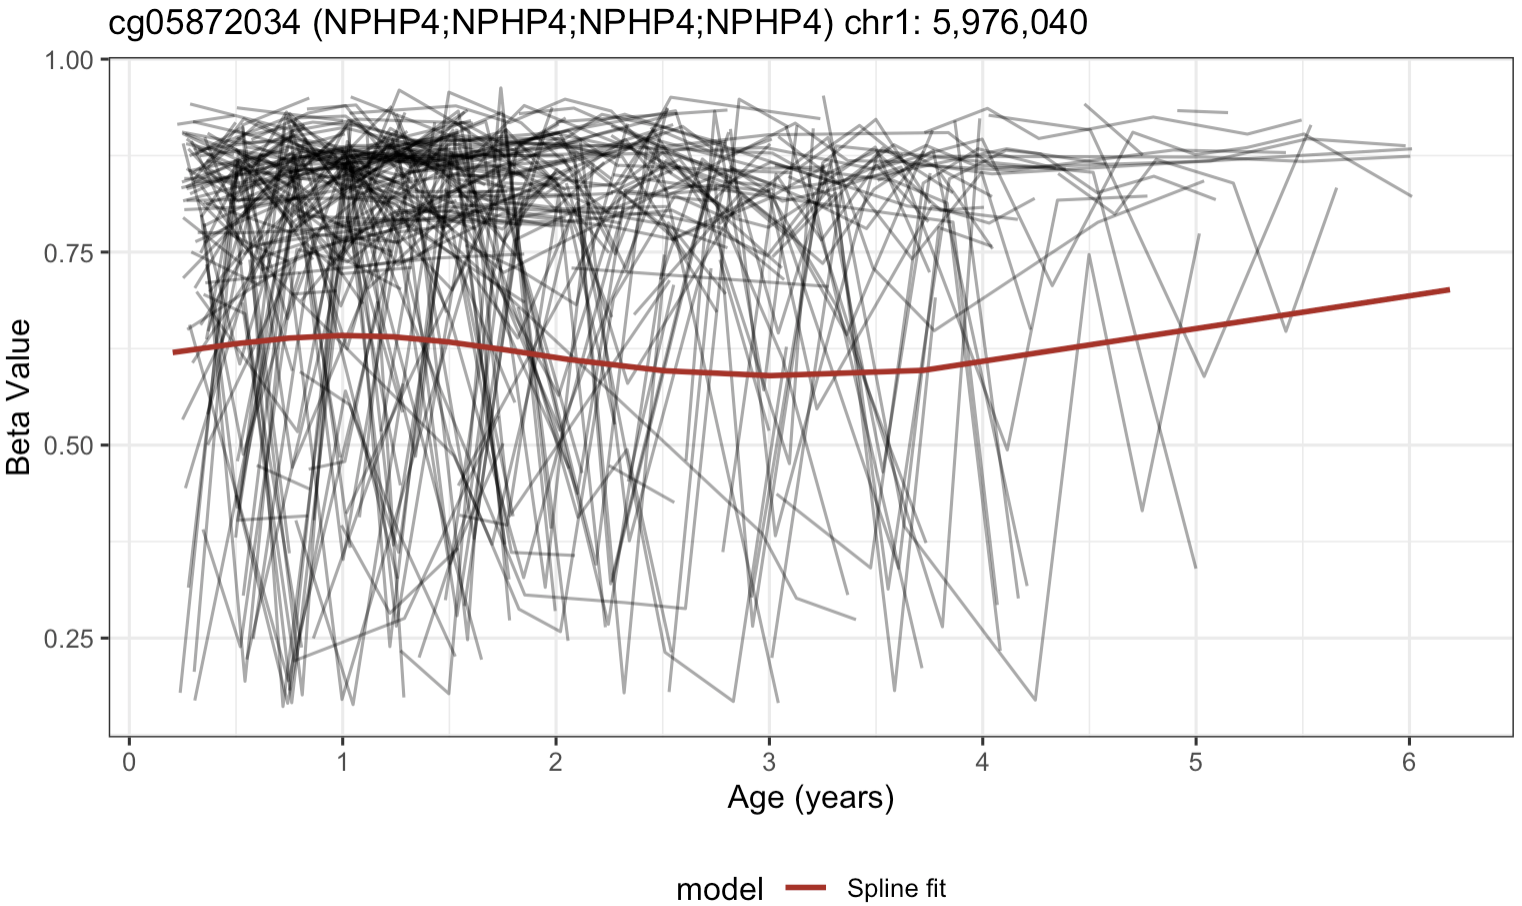 cg05872034 (NPHP4;NPHP4;NPHP4;NPHP4) chr1: 5,976,040
1.00
0.75
0.50
0.25
Beta Value
0 1 2 3 4 5 6
Age (years)
model Spline fit